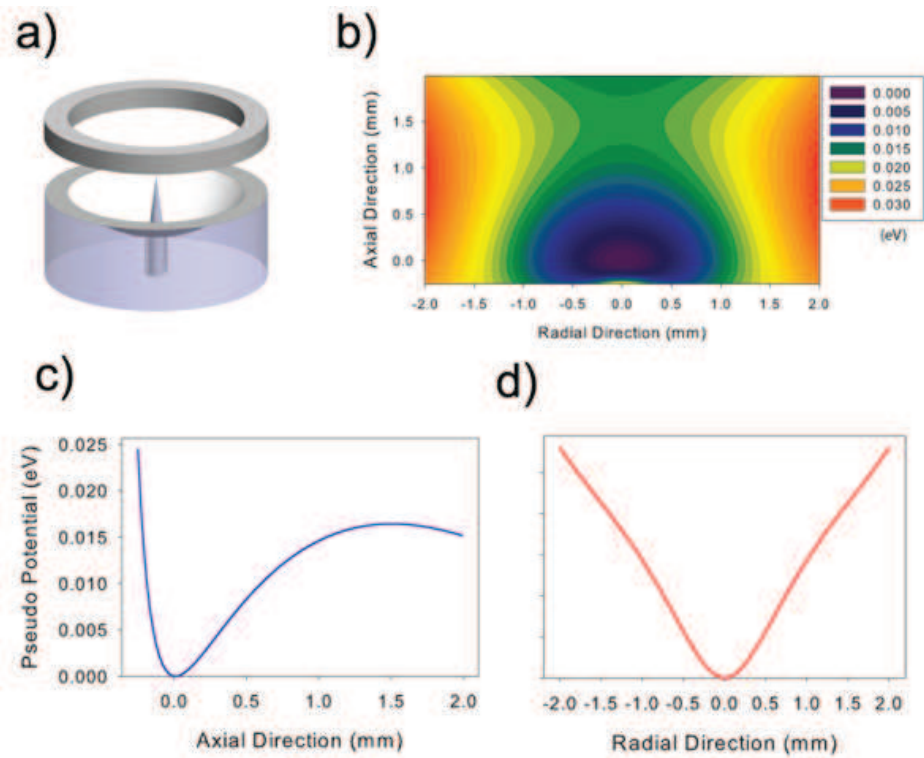 a)
b)
Axial Direction (mm)
1.5
1.0
0.5
0.0
-2.0 -1.5 -1.0 -0.5 0.0 0.5 1.0 1.5 2.0
Radial Direction (mm)
0.000
0.005
0.010
0.015
0.020
0.025
0.030
(eV)
c)
Pseudo Potential (eV)
0.025
0.020
0.015
0.010
0.005
0.000
0.0 0.5 1.0 1.5 2.0
Axial Direction (mm)
d)
-2.0 -1.5 -1.0 -0.5 0.0 0.5 1.0 1.5 2.0
Radial Direction (mm)